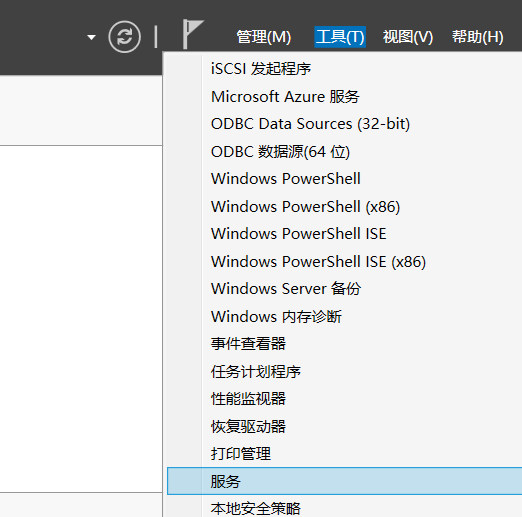 管理(M) 工具(T) 视图(V) 帮助(H)
iSCSI 发起程序
Microsoft Azure 服务
ODBC Data Sources (32-bit)
ODBC 数据源(64 位)
Windows PowerShell
Windows PowerShell (x86)
Windows PowerShell ISE
Windows PowerShell ISE (x86)
Windows Server 备份
Windows 内存诊断
事件查看器
任务计划程序
性能监视器
恢复驱动器
打印管理
服务
本地安全策略